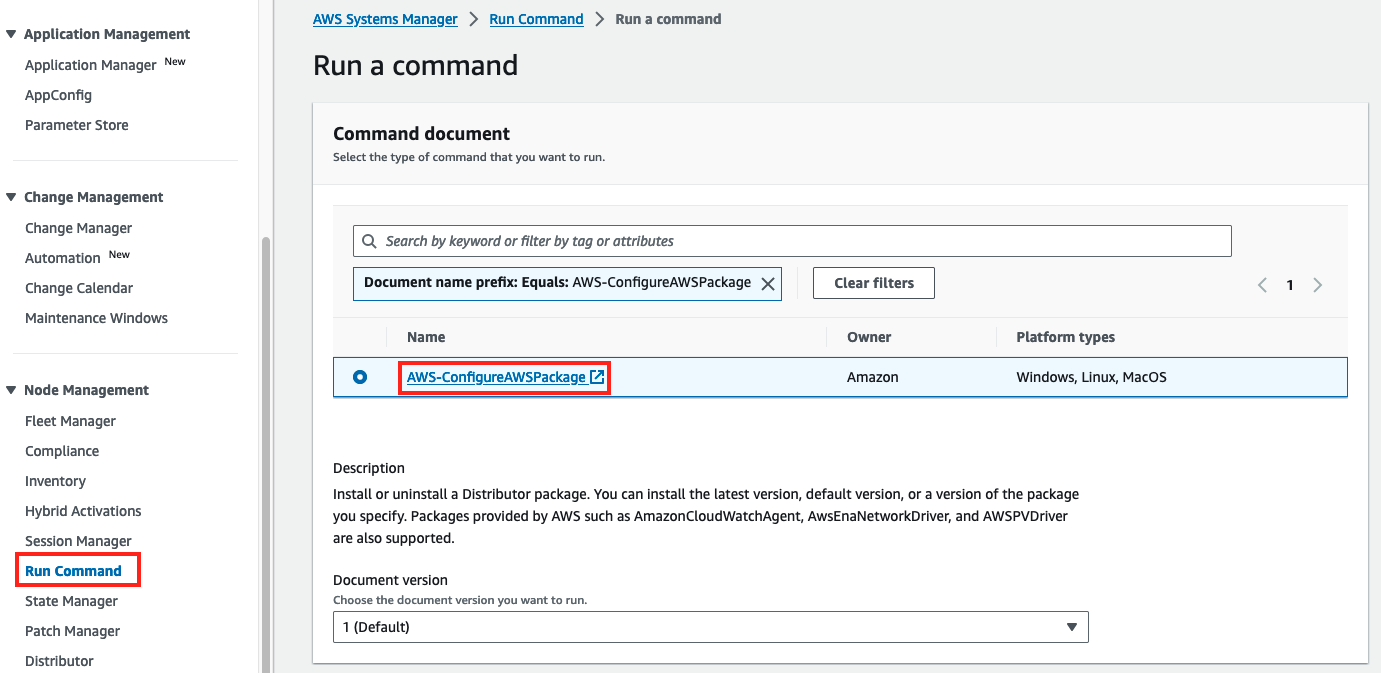 Application Management
Application Manager New
AppConfig
Parameter Store
Change Management
Change Manager
Automation New
Change Calendar
Maintenance Windows
Node Management
Fleet Manager
Compliance
Inventory
Hybrid Activations
Session Manager
Run Command
State Manager
Patch Manager
Distributor
AWS Systems Manager > Run Command > Run a command
Run a command
Command document
Select the type of command that you want to run.
Search by keyword or filter by tag or attributes
Document name prefix: Equals: AWS-ConfigureAWSPackage
Clear filters
1
Name Owner Platform types
AWS-ConfigureAWSPackage Amazon Windows, Linux, MacOS
Description
Install or uninstall a Distributor package. You can install the latest version, default version, or a version of the package
you specify. Packages provided by AWS such as AmazonCloudWatchAgent, AwsEnaNetworkDriver, and AWSPVDriver
are also supported.
Document version
Choose the document version you want to run.
1 (Default)